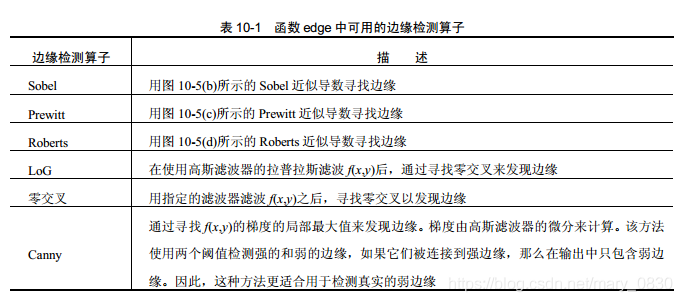 表 10-1 函数 edge 中可用的边缘检测算子
边缘检测算子 描 述
Sobel 用图 10-5(b)所示的 Sobel 近似导数寻找边缘
Prewitt 用图 10-5(c)所示的 Prewitt 近似导数寻找边缘
Roberts 用图 10-5(d)所示的 Roberts 近似导数寻找边缘
LoG 在使用高斯滤波器的拉普拉斯滤波 f(x,y)后，通过寻找零交叉来发现边缘
零交叉 用指定的滤波器滤波 f(x,y)之后，寻找零交叉以发现边缘
通过寻找 f(x,y)的梯度的局部最大值来发现边缘。梯度由高斯滤波器的微分来计算。该方法
Canny 使用两个阈值检测强的和弱的边缘，如果它们被连接到强边缘，那么在输出中只包含弱边
缘。因此，这种方法更适合用于检测真实的弱边缘
https://blog.csdn.net/mary_0830